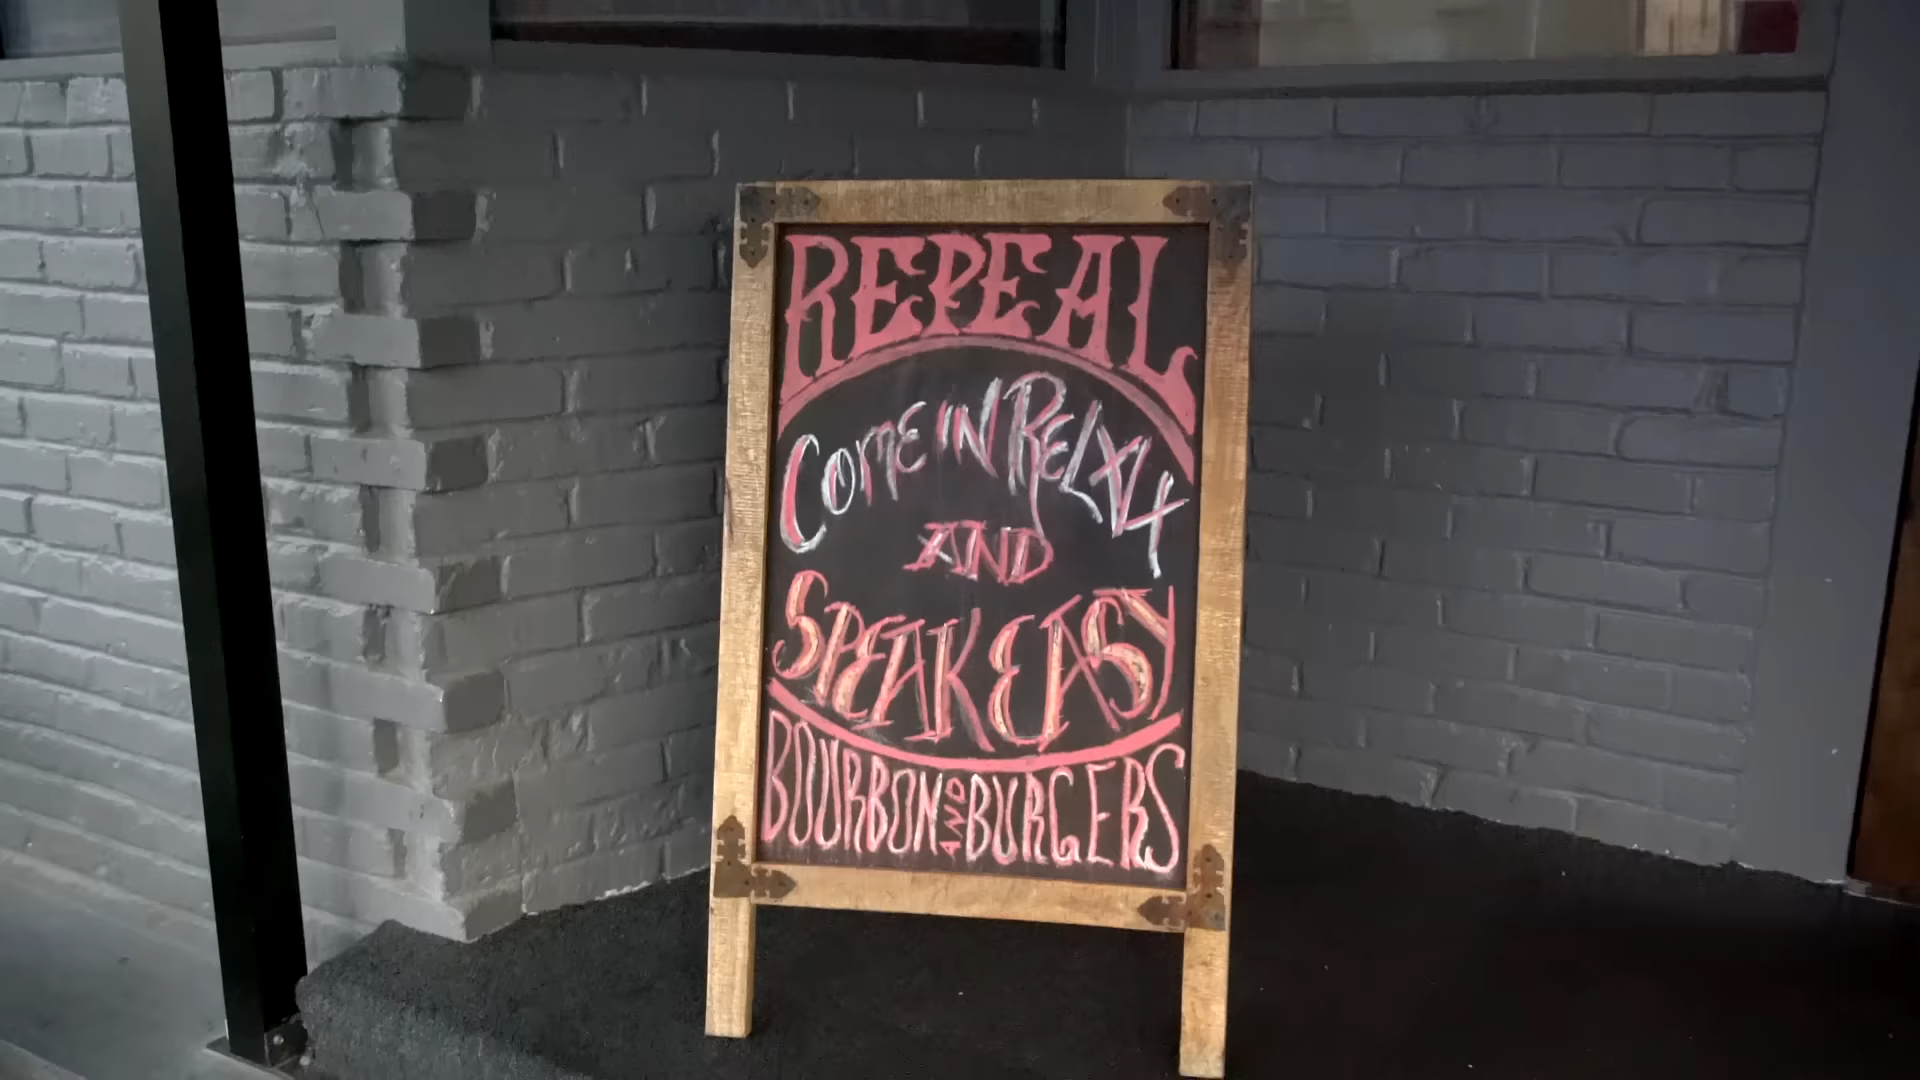 REPEAL
COME IN RELAX
AND
SPEAKEASY
BOURBON AND BURGERS